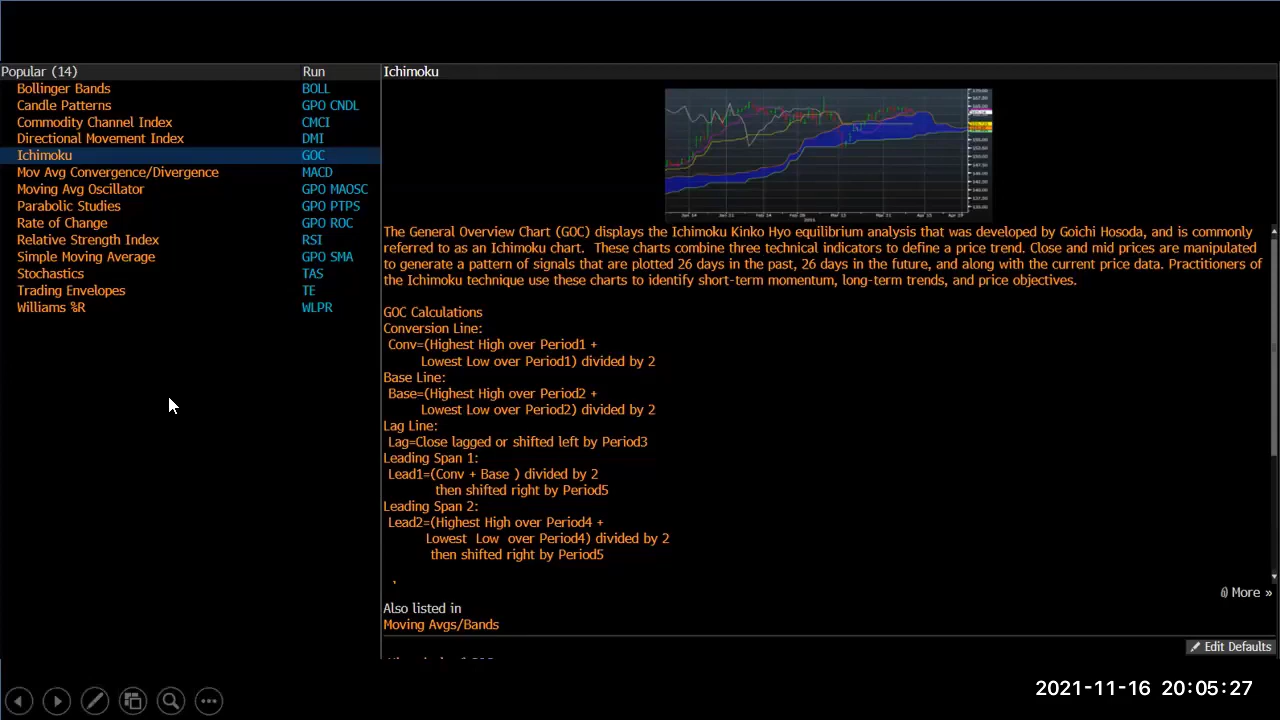 Popular (14) Run
Bollinger Bands BOLL
Candle Patterns GPO CNDL
Commodity Channel Index CMCI
Directional Movement Index DMI
Ichimoku GOC
Mov Avg Convergence/Divergence MACD
Moving Avg Oscillator GPO MAOSC
Parabolic Studies GPO PTPS
Rate of Change GPO ROC
Relative Strength Index RSI
Simple Moving Average GPO SMA
Stochastics TAS
Trading Envelopes TE
Williams %R WLPR
Ichimoku
The General Overview Chart (GOC) displays the Ichimoku Kinko Hyo equilibrium analysis that was developed by Goichi Hosoda, and is commonly
referred to as an Ichimoku chart. These charts combine three technical indicators to define a price trend. Close and mid prices are manipulated
to generate a pattern of signals that are plotted 26 days in the past, 26 days in the future, and along with the current price data. Practitioners of
the Ichimoku technique use these charts to identify short-term momentum, long-term trends, and price objectives.
GOC Calculations
Conversion Line:
Conv=(Highest High over Period1 +
Lowest Low over Period1) divided by 2
Base Line:
Base=(Highest High over Period2 +
Lowest Low over Period2) divided by 2
Lag Line:
Lag=Close lagged or shifted left by Period3
Leading Span 1:
Lead1=(Conv + Base ) divided by 2
then shifted right by Period5
Leading Span 2:
Lead2=(Highest High over Period4 +
Lowest Low over Period4) divided by 2
then shifted right by Period5
More »
Also listed in
Moving Avgs/Bands
Edit Defaults
2021-11-16 20:05:27